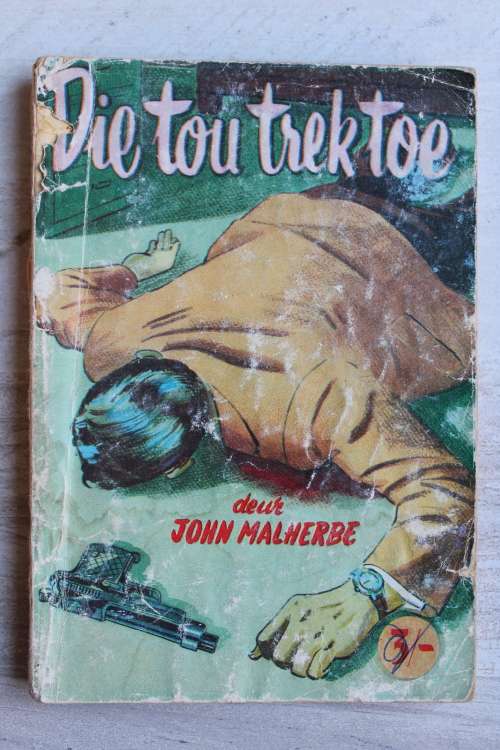 Die tou trek toe
deur
JOHN MALHERBE
3/-